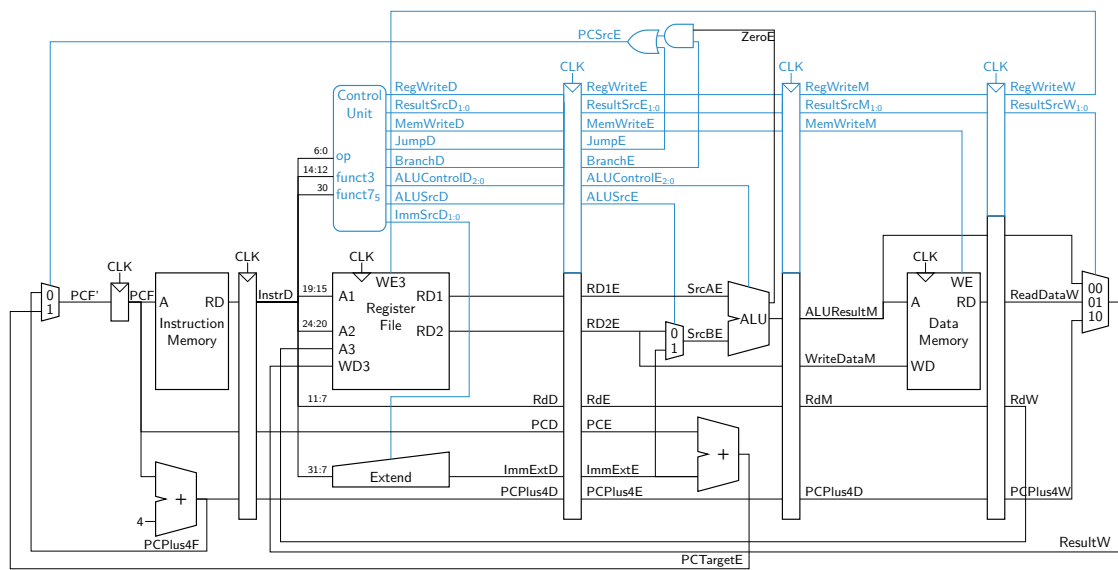 PCSrcE
ZeroE
CLK
CLK
CLK
Control
Unit
RegWriteD
RegWriteE
RegWriteM
RegWriteW
ResultSrcD1:0
ResultSrcE1:0
ResultSrcM1:0
ResultSrcW1:0
MemWriteD
MemWriteE
MemWriteM
JumpD
JumpE
6:0
op
BranchD
BranchE
14:12
funct3
ALUControlD2:0
ALUControlE2:0
30
funct75
ALUSrcD
ALUSrcE
ImmSrcD1:0
CLK
CLK
CLK
CLK
0
1
PCF'
PCF
A
RD
Instruction
Memory
InstrD
19:15
A1
WE3
RD1
Register
File
24:20
A2
RD2
A3
WD3
RD1E
SrcAE
RD2E
0
1
SrcBE
ALU
ALUResultM
WriteDataM
WE
A
RD
Data
Memory
WD
ReadDataW
00
01
10
11:7
RdD
RdE
RdM
RdW
PCD
PCE
+
31:7
Extend
ImmExtD
ImmExtE
PCPlus4D
PCPlus4E
PCPlus4D
PCPlus4W
+
4
PCPlus4F
PCTargetE
ResultW